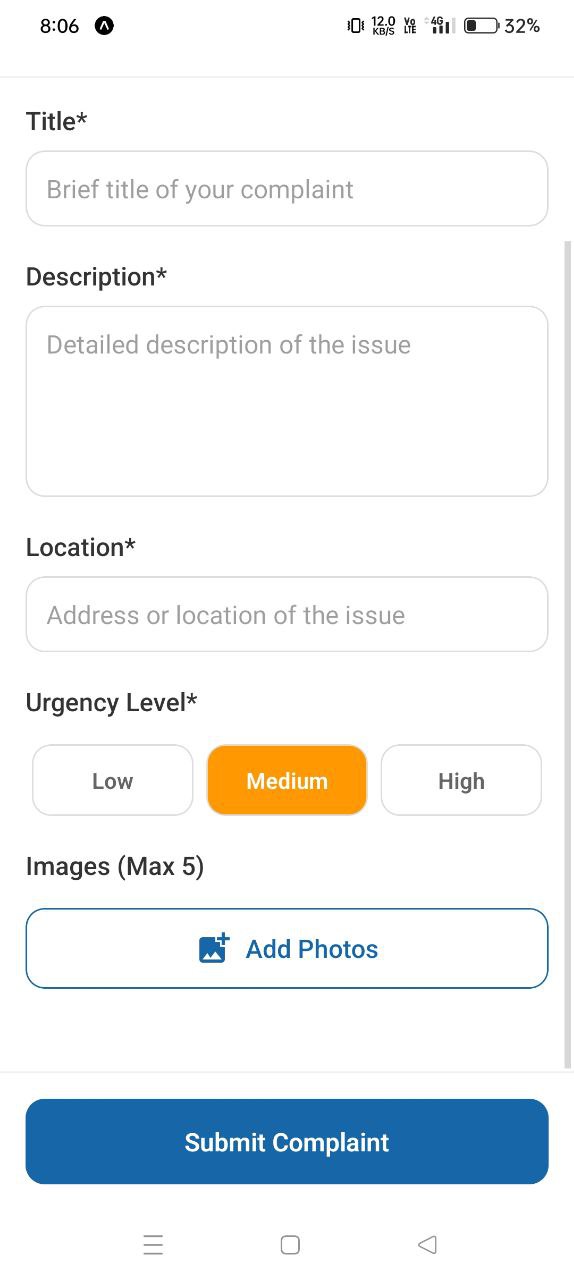 8:06 12.0 KB/S Vo LTE 4G 32%
Title*
Brief title of your complaint
Description*
Detailed description of the issue
Location*
Address or location of the issue
Urgency Level*
Low Medium High
Images (Max 5)
Add Photos
Submit Complaint